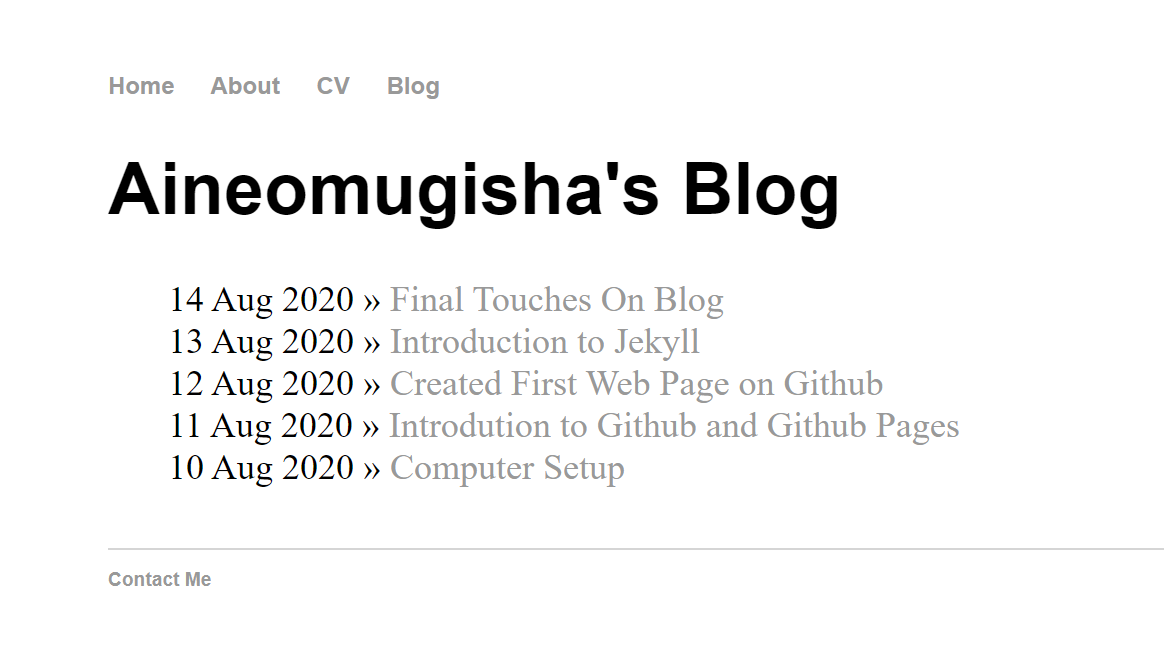 Home About CV Blog
Aineomugisha's Blog
14 Aug 2020 » Final Touches On Blog
13 Aug 2020 » Introduction to Jekyll
12 Aug 2020 » Created First Web Page on Github
11 Aug 2020 » Introdution to Github and Github Pages
10 Aug 2020 » Computer Setup
Contact Me